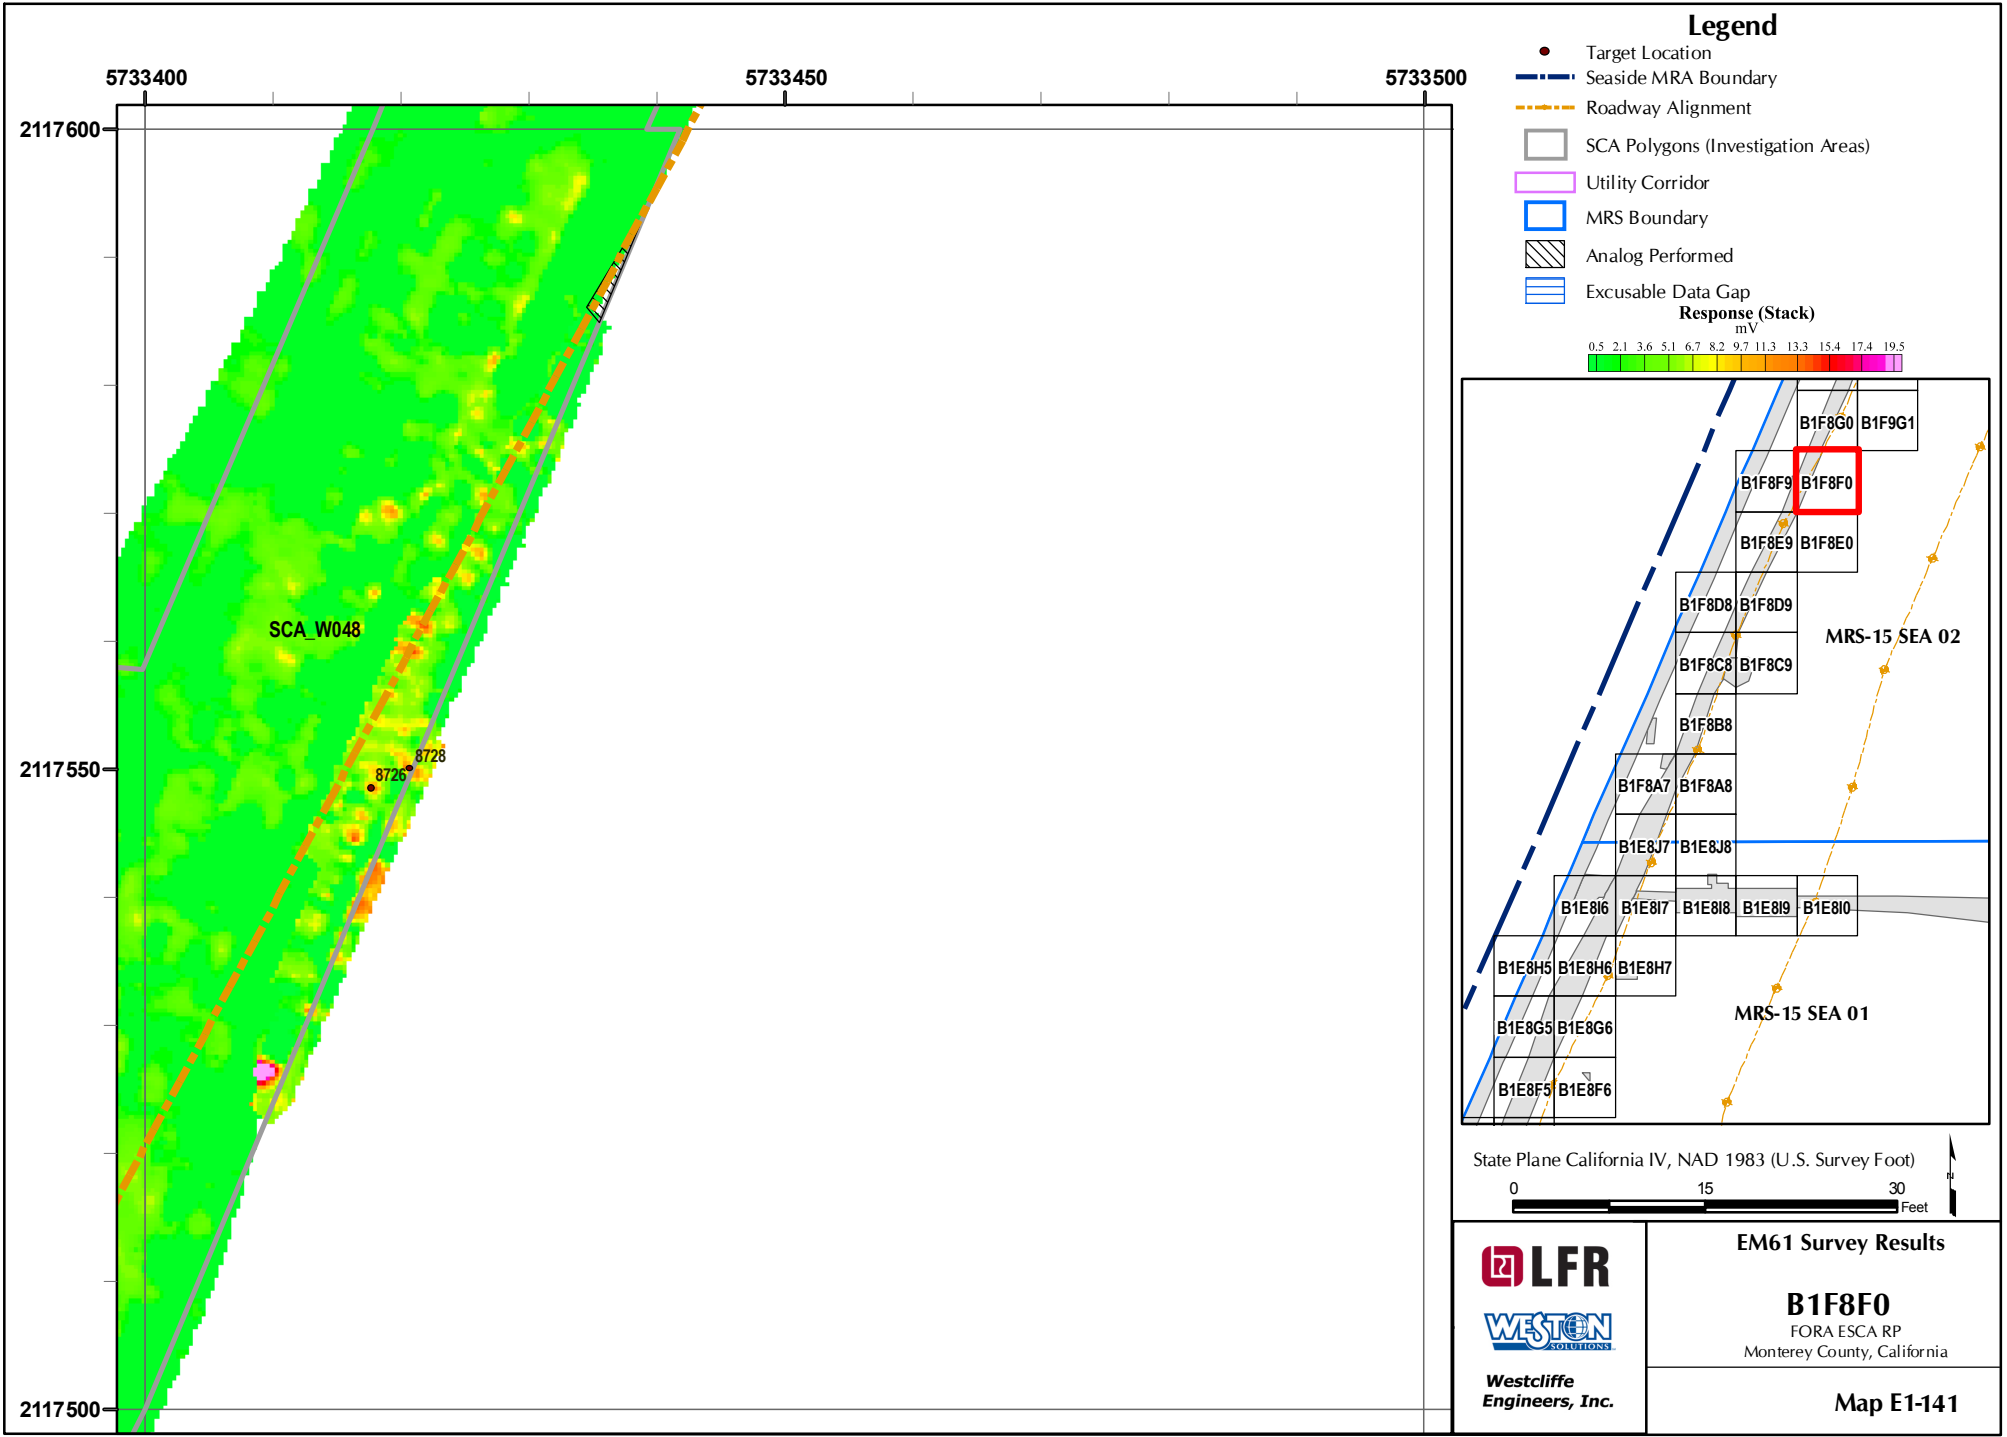 5733400
5733450
5733500
2117600
2117550
2117500
SCA_W048
8728
8726
Legend
Target Location
Seaside MRA Boundary
Roadway Alignment
SCA Polygons (Investigation Areas)
Utility Corridor
MRS Boundary
Analog Performed
Excusable Data Gap
Response (Stack)
mV
0.5 2.1 3.6 5.1 6.7 8.2 9.7 11.3 13.3 15.4 17.4 19.5
B1F8G0 B1F9G1
B1F8F9 B1F8F0
B1F8E9 B1F8E0
B1F8D8 B1F8D9
MRS-15 SEA 02
B1F8C8 B1F8C9
B1F8B8
B1F8A7 B1F8A8
B1E8J7 B1E8J8
B1E8I6 B1E8I7 B1E8I8 B1E8I9 B1E8I0
B1E8H5 B1E8H6 B1E8H7
MRS-15 SEA 01
B1E8G5 B1E8G6
B1E8F5 B1E8F6
State Plane California IV, NAD 1983 (U.S. Survey Foot)
0 15 30
Feet
N
LFR
WESTON
SOLUTIONS
Westcliffe
Engineers, Inc.
EM61 Survey Results
B1F8F0
FORA ESCA RP
Monterey County, California
Map E1-141